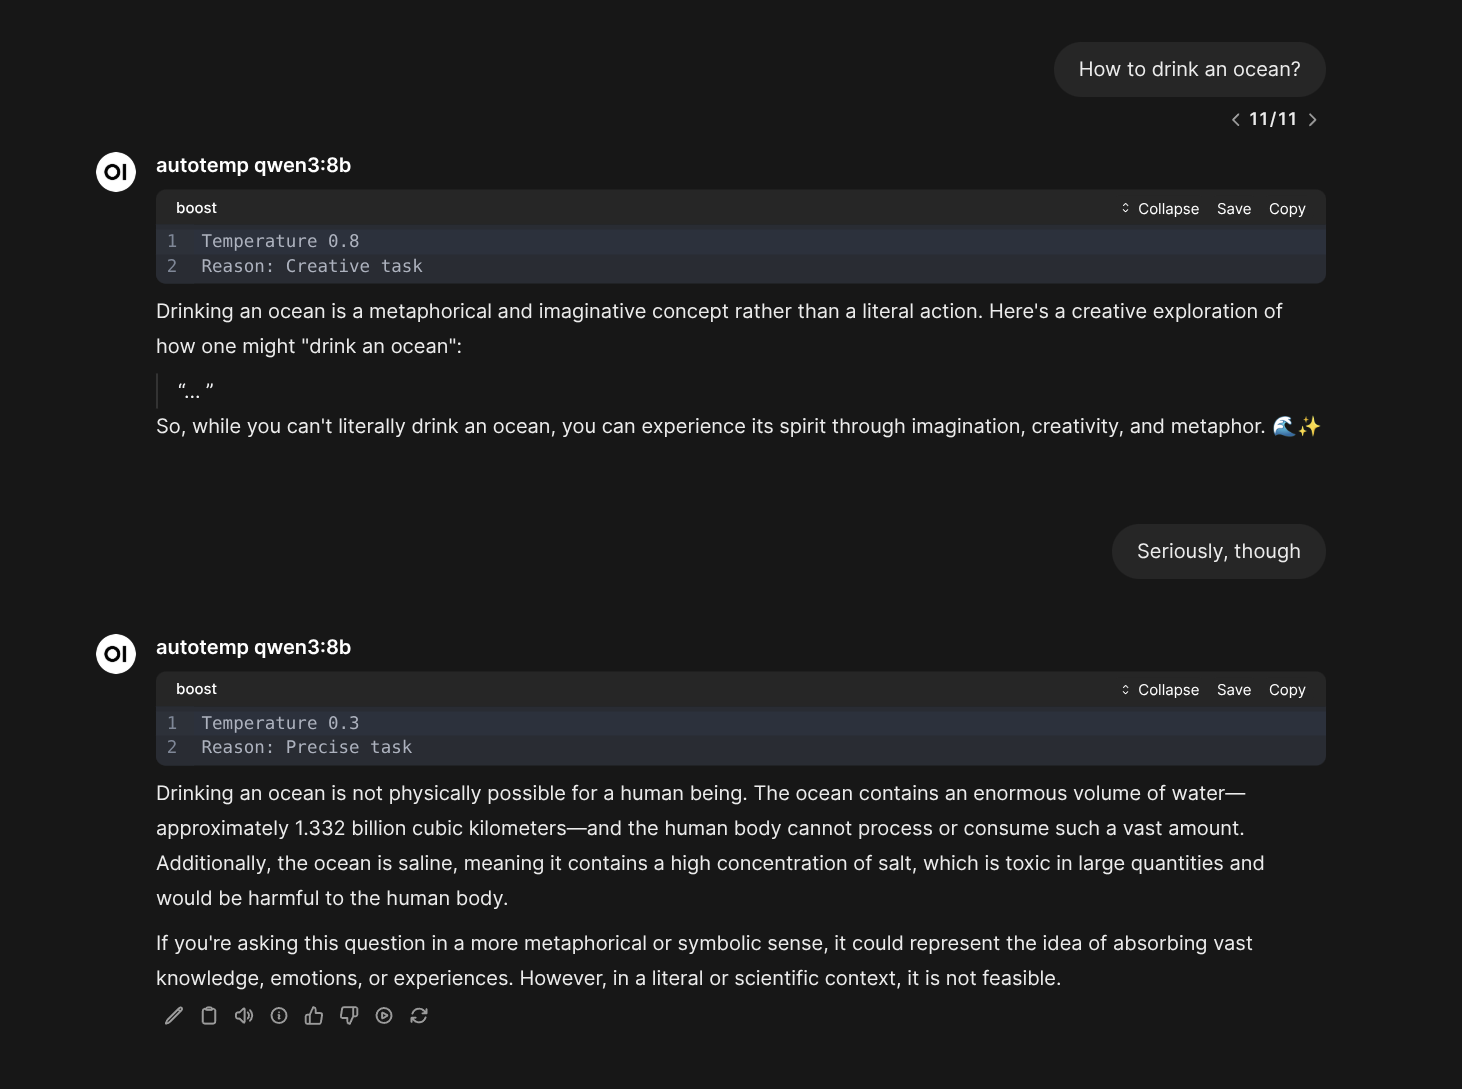 How to drink an ocean?
11/11
OI
autotemp qwen3:8b
boost
Collapse Save Copy
1 Temperature 0.8
2 Reason: Creative task
Drinking an ocean is a metaphorical and imaginative concept rather than a literal action. Here's a creative exploration of
how one might "drink an ocean":
“… ”
So, while you can't literally drink an ocean, you can experience its spirit through imagination, creativity, and metaphor. 🌊✨
Seriously, though
OI
autotemp qwen3:8b
boost
Collapse Save Copy
1 Temperature 0.3
2 Reason: Precise task
Drinking an ocean is not physically possible for a human being. The ocean contains an enormous volume of water—
approximately 1.332 billion cubic kilometers—and the human body cannot process or consume such a vast amount.
Additionally, the ocean is saline, meaning it contains a high concentration of salt, which is toxic in large quantities and
would be harmful to the human body.
If you're asking this question in a more metaphorical or symbolic sense, it could represent the idea of absorbing vast
knowledge, emotions, or experiences. However, in a literal or scientific context, it is not feasible.